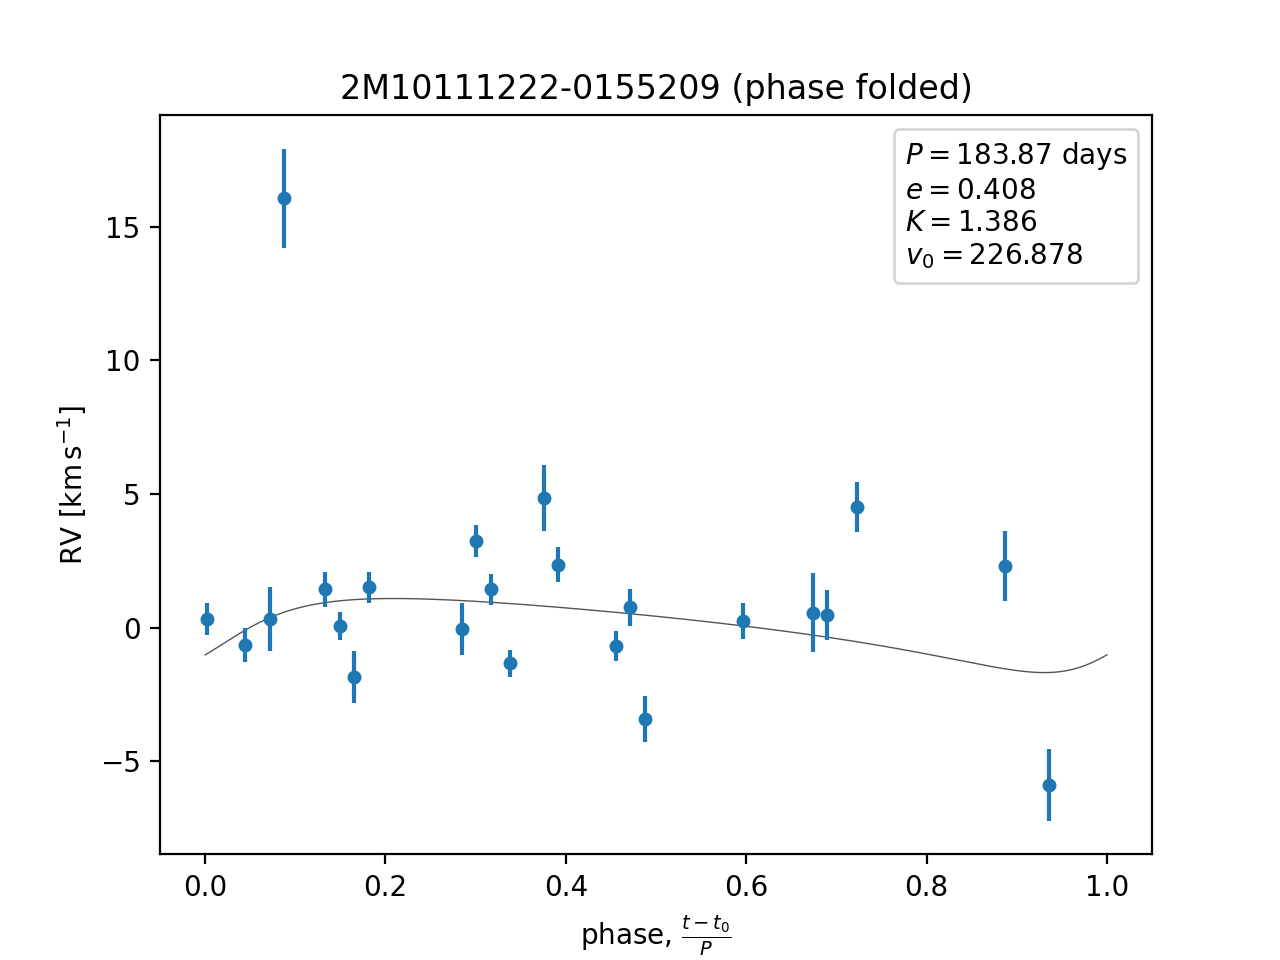 2M10111222-0155209 (phase folded)
P = 183.87 days
e = 0.408
K = 1.386
v₀ = 226.878
RV [km s⁻¹]
15
10
5
0
−5
0.0 0.2 0.4 0.6 0.8 1.0
phase, (t − t₀)/P